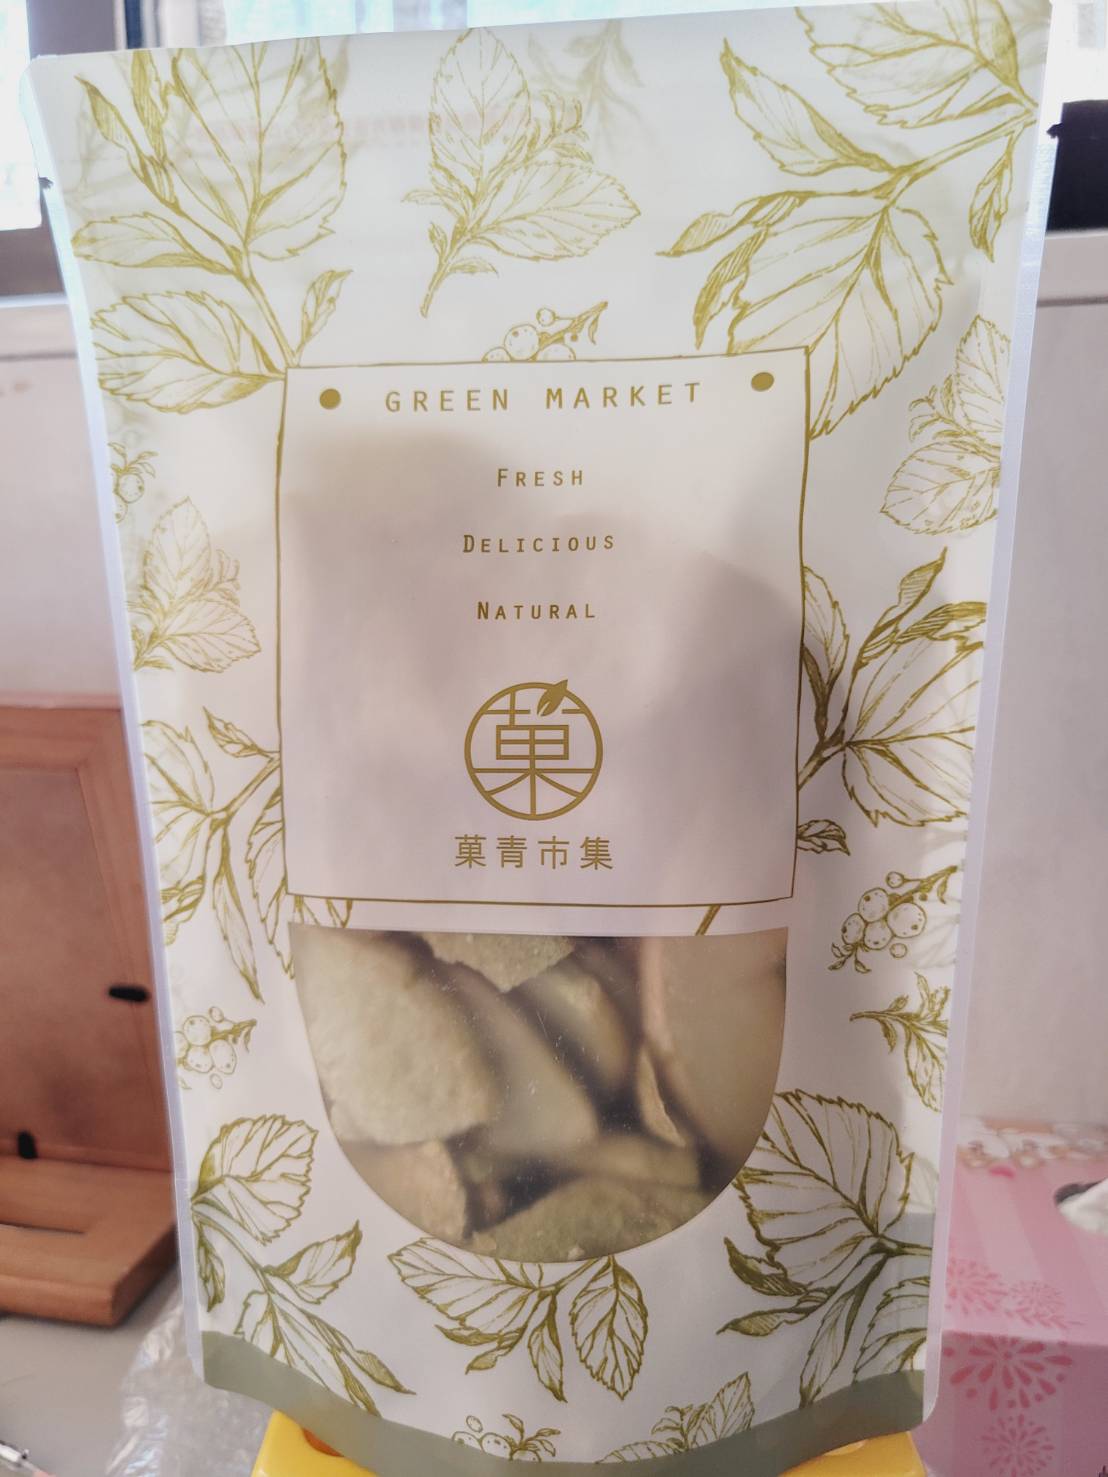 GREEN MARKET
FRESH
DELICIOUS
NATURAL
菓
菓青市集